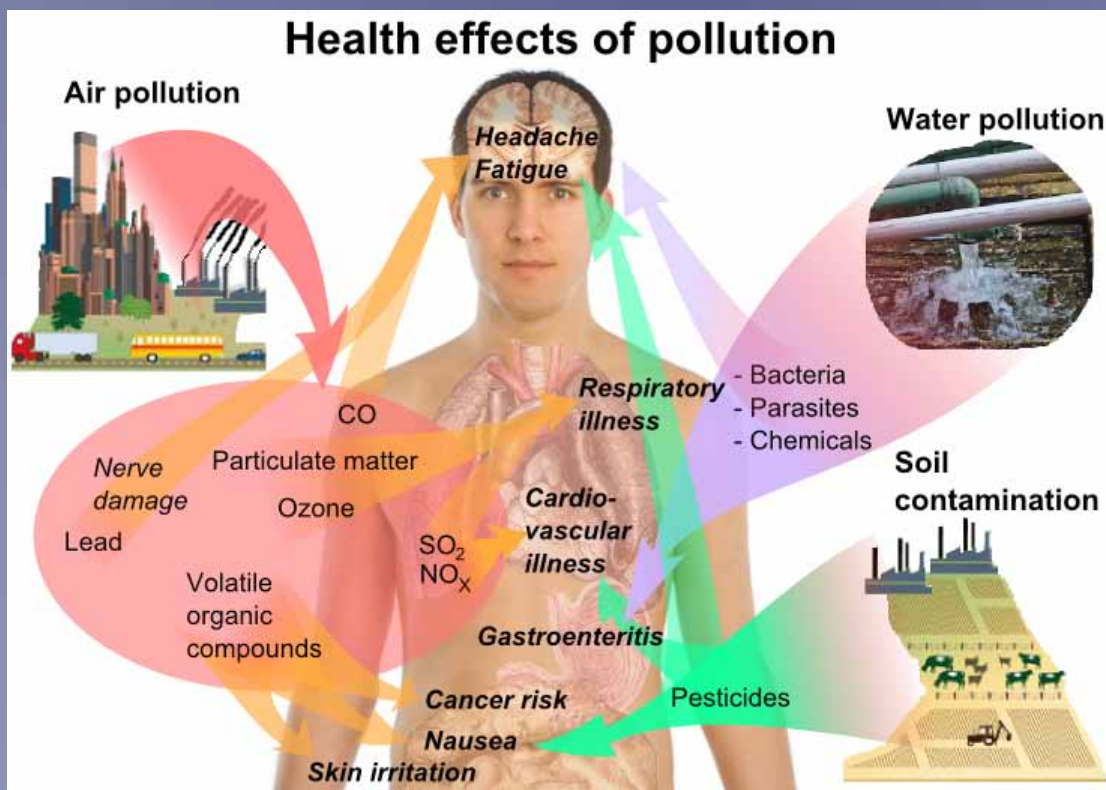 Health effects of pollution
Air pollution
Water pollution
Headache
Fatigue
Respiratory
illness
- Bacteria
- Parasites
- Chemicals
CO
Particulate matter
Nerve
damage
Ozone
Lead
Cardio-
vascular
illness
Soil
contamination
SO₂
NOₓ
Volatile
organic
compounds
Gastroenteritis
Cancer risk
Pesticides
Nausea
Skin irritation